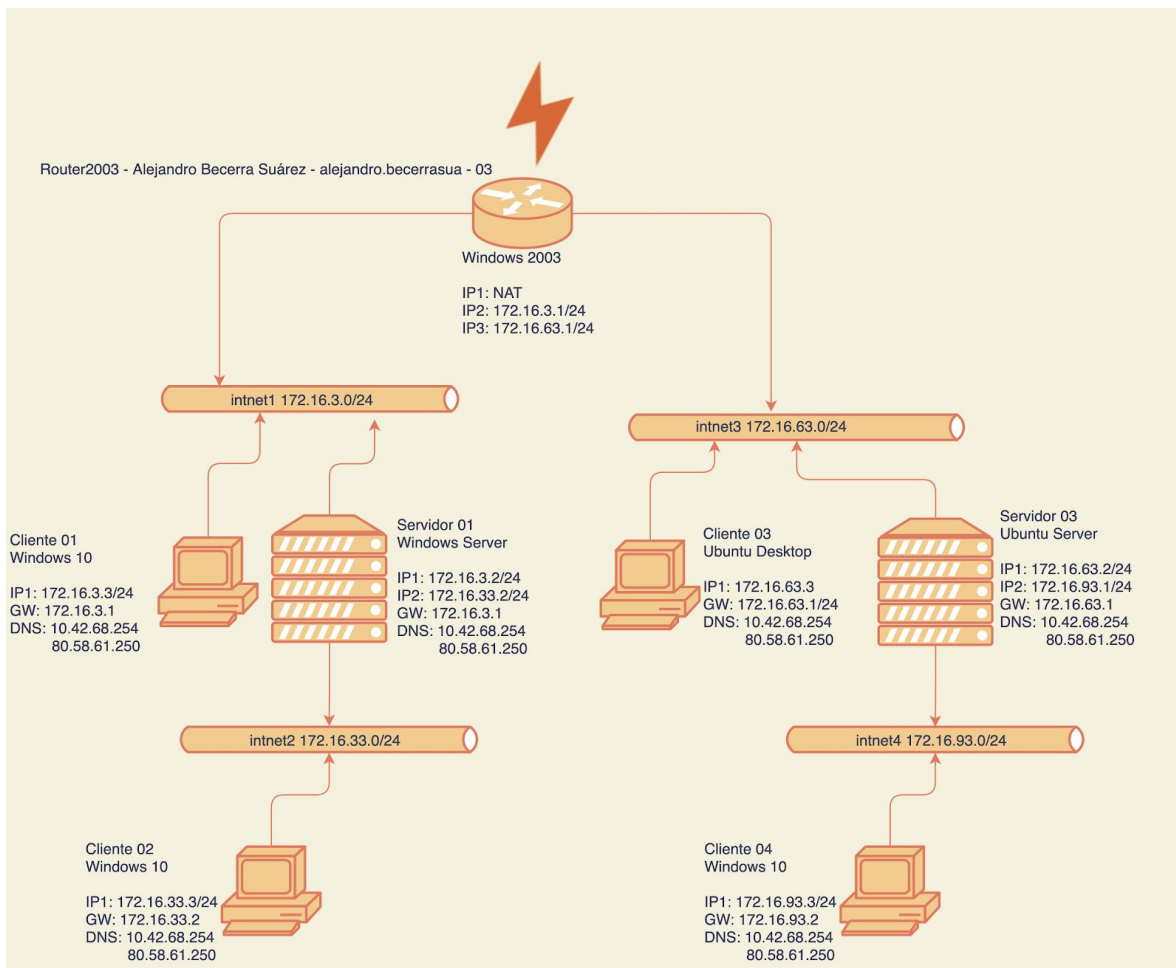 Router2003 - Alejandro Becerra Suárez - alejandro.becerrasua - 03
Windows 2003
IP1: NAT
IP2: 172.16.3.1/24
IP3: 172.16.63.1/24
intnet1 172.16.3.0/24
intnet3 172.16.63.0/24
Cliente 01
Windows 10
IP1: 172.16.3.3/24
GW: 172.16.3.1
DNS: 10.42.68.254
80.58.61.250
Servidor 01
Windows Server
IP1: 172.16.3.2/24
IP2: 172.16.33.2/24
GW: 172.16.3.1
DNS: 10.42.68.254
80.58.61.250
Cliente 03
Ubuntu Desktop
IP1: 172.16.63.3
GW: 172.16.63.1/24
DNS: 10.42.68.254
80.58.61.250
Servidor 03
Ubuntu Server
IP1: 172.16.63.2/24
IP2: 172.16.93.1/24
GW: 172.16.63.1
DNS: 10.42.68.254
80.58.61.250
intnet2 172.16.33.0/24
intnet4 172.16.93.0/24
Cliente 02
Windows 10
IP1: 172.16.33.3/24
GW: 172.16.33.2
DNS: 10.42.68.254
80.58.61.250
Cliente 04
Windows 10
IP1: 172.16.93.3/24
GW: 172.16.93.2
DNS: 10.42.68.254
80.58.61.250